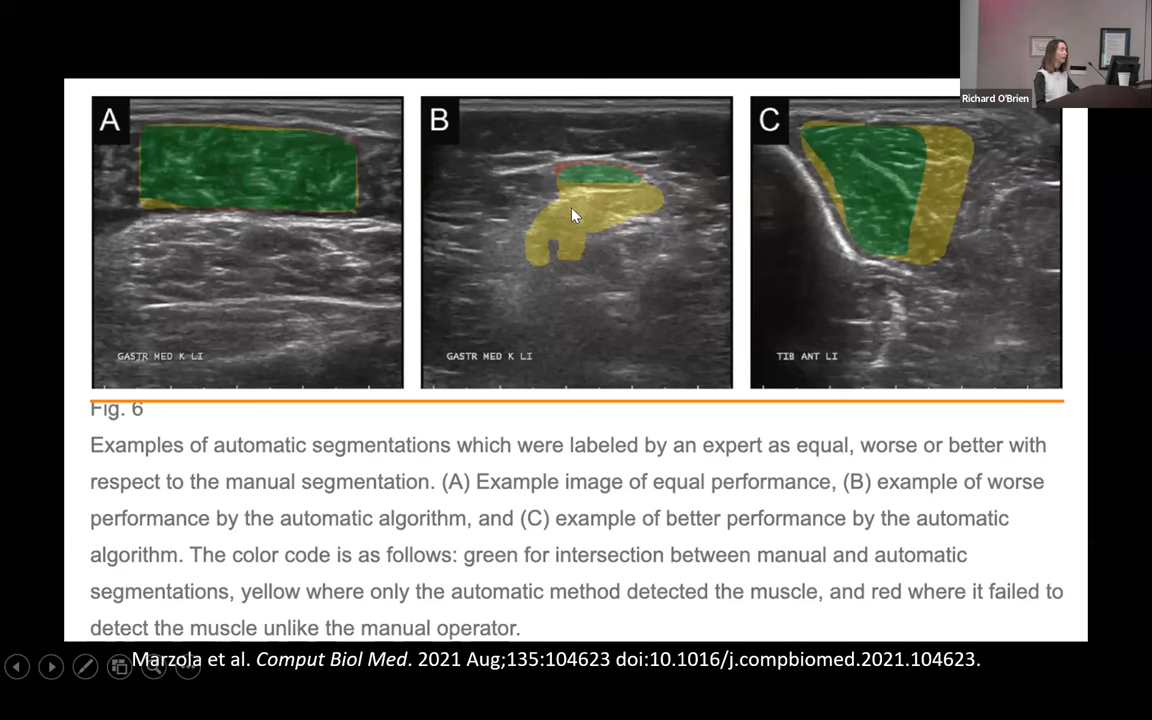 Richard O'Brien
A
B
C
GASTR MED K LI
GASTR MED K LI
TIB ANT LI
Fig. 6
Examples of automatic segmentations which were labeled by an expert as equal, worse or better with
respect to the manual segmentation. (A) Example image of equal performance, (B) example of worse
performance by the automatic algorithm, and (C) example of better performance by the automatic
algorithm. The color code is as follows: green for intersection between manual and automatic
segmentations, yellow where only the automatic method detected the muscle, and red where it failed to
detect the muscle unlike the manual operator.
Marzola et al. Comput Biol Med. 2021 Aug;135:104623 doi:10.1016/j.compbiomed.2021.104623.